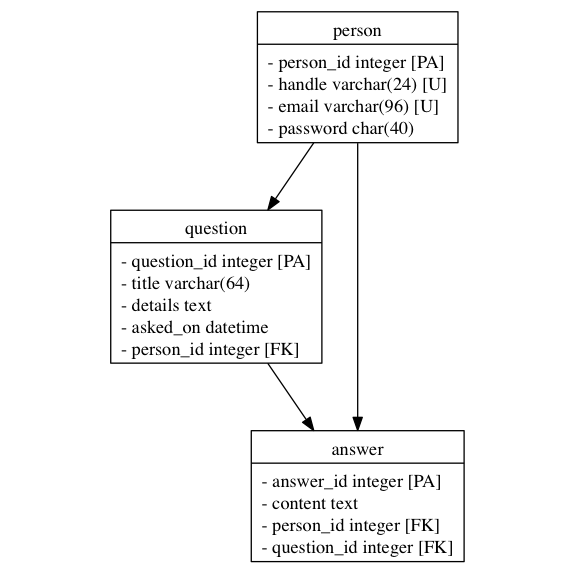 person
- person_id integer [PA]
- handle varchar(24) [U]
- email varchar(96) [U]
- password char(40)
question
- question_id integer [PA]
- title varchar(64)
- details text
- asked_on datetime
- person_id integer [FK]
answer
- answer_id integer [PA]
- content text
- person_id integer [FK]
- question_id integer [FK]